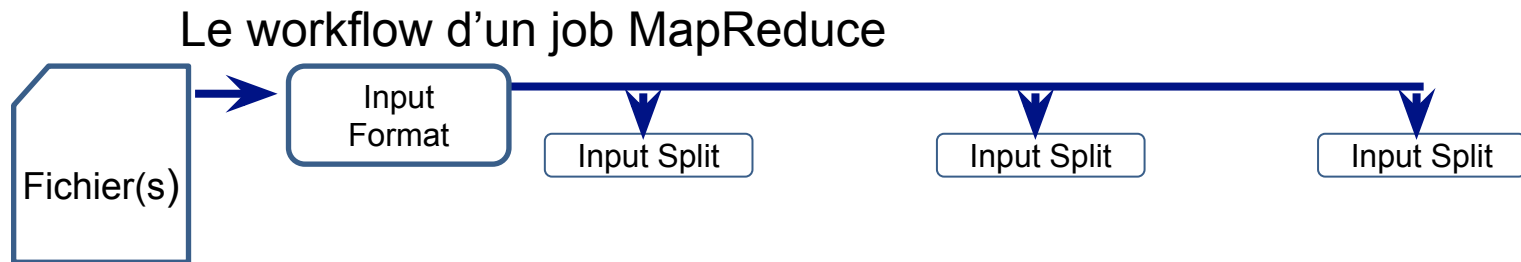 Le workflow d’un job MapReduce
Fichier(s)
Input
Format
Input Split
Input Split
Input Split